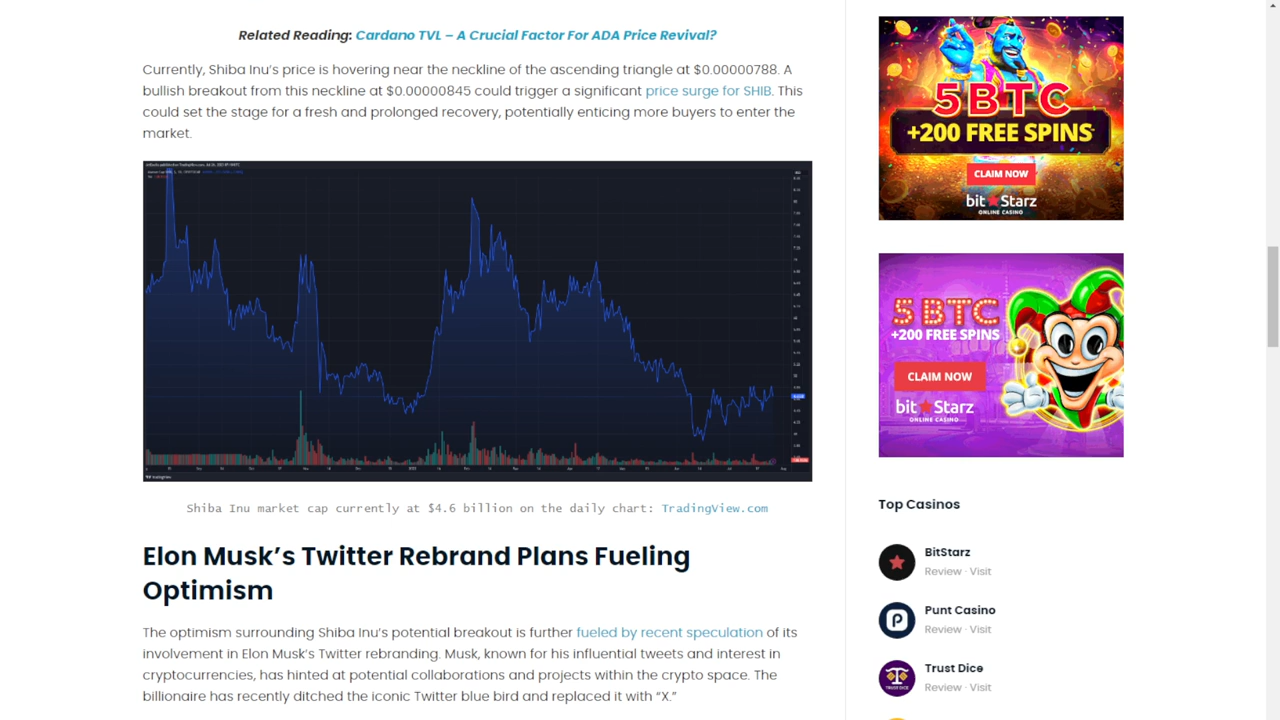 Related Reading: Cardano TVL – A Crucial Factor For ADA Price Revival?
Currently, Shiba Inu's price is hovering near the neckline of the ascending triangle at $0.00000788. A
bullish breakout from this neckline at $0.00000845 could trigger a significant price surge for SHIB. This
could set the stage for a fresh and prolonged recovery, potentially enticing more buyers to enter the
market.
Shiba Inu market cap currently at $4.6 billion on the daily chart: TradingView.com
Elon Musk's Twitter Rebrand Plans Fueling
Optimism
The optimism surrounding Shiba Inu's potential breakout is further fueled by recent speculation of its
involvement in Elon Musk's Twitter rebranding. Musk, known for his influential tweets and interest in
cryptocurrencies, has hinted at potential collaborations and projects within the crypto space. The
billionaire has recently ditched the iconic Twitter blue bird and replaced it with “X.”
5 BTC
+200 FREE SPINS
CLAIM NOW
bitStarz
ONLINE CASINO
5 BTC
+200 FREE SPINS
CLAIM NOW
bitStarz
ONLINE CASINO
Top Casinos
BitStarz
Review · Visit
Punt Casino
Review · Visit
TRUST DICE
Trust Dice
Review · Visit